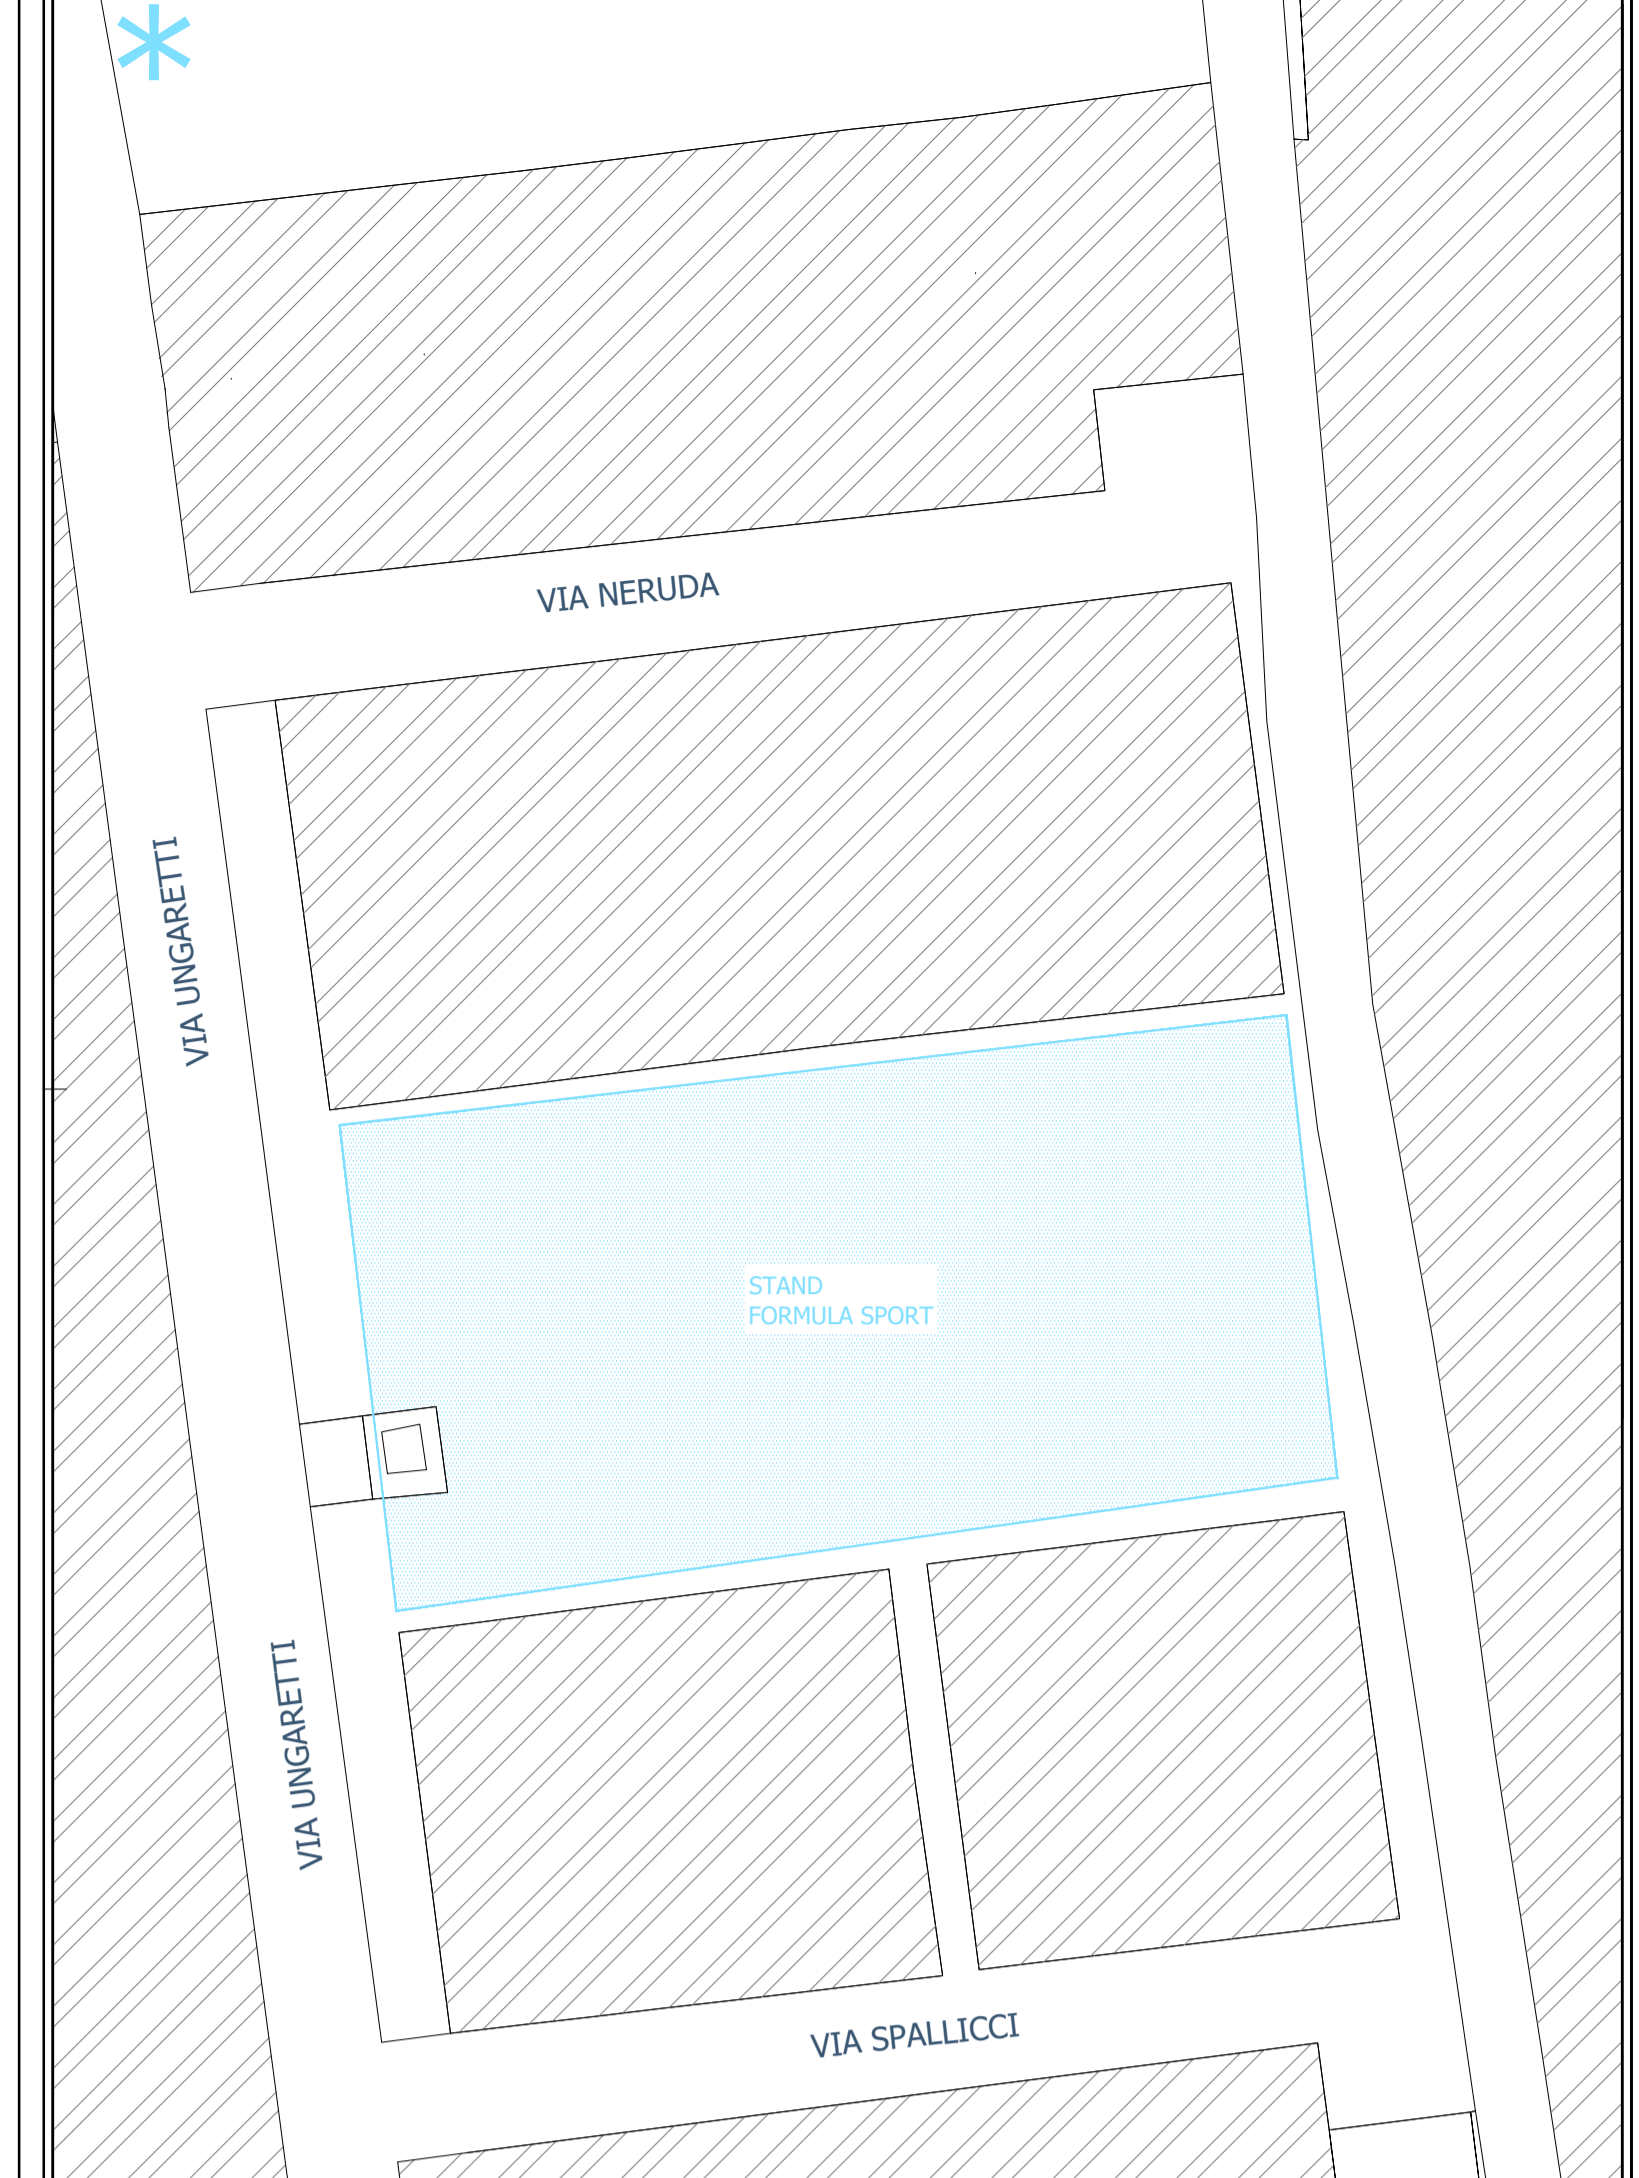 VIA NERUDA
VIA UNGARETTI
STAND
FORMULA SPORT
VIA UNGARETTI
VIA SPALLICCI